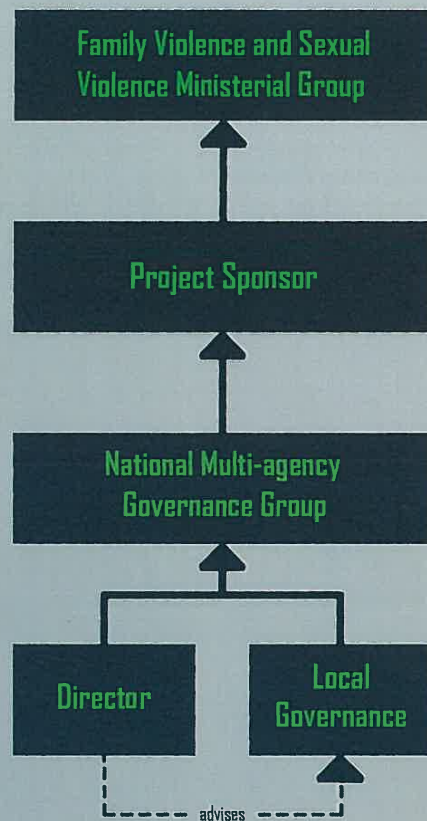 Family Violence and Sexual
Violence Ministerial Group
Project Sponsor
National Multi-agency
Governance Group
Director
Local
Governance
advises